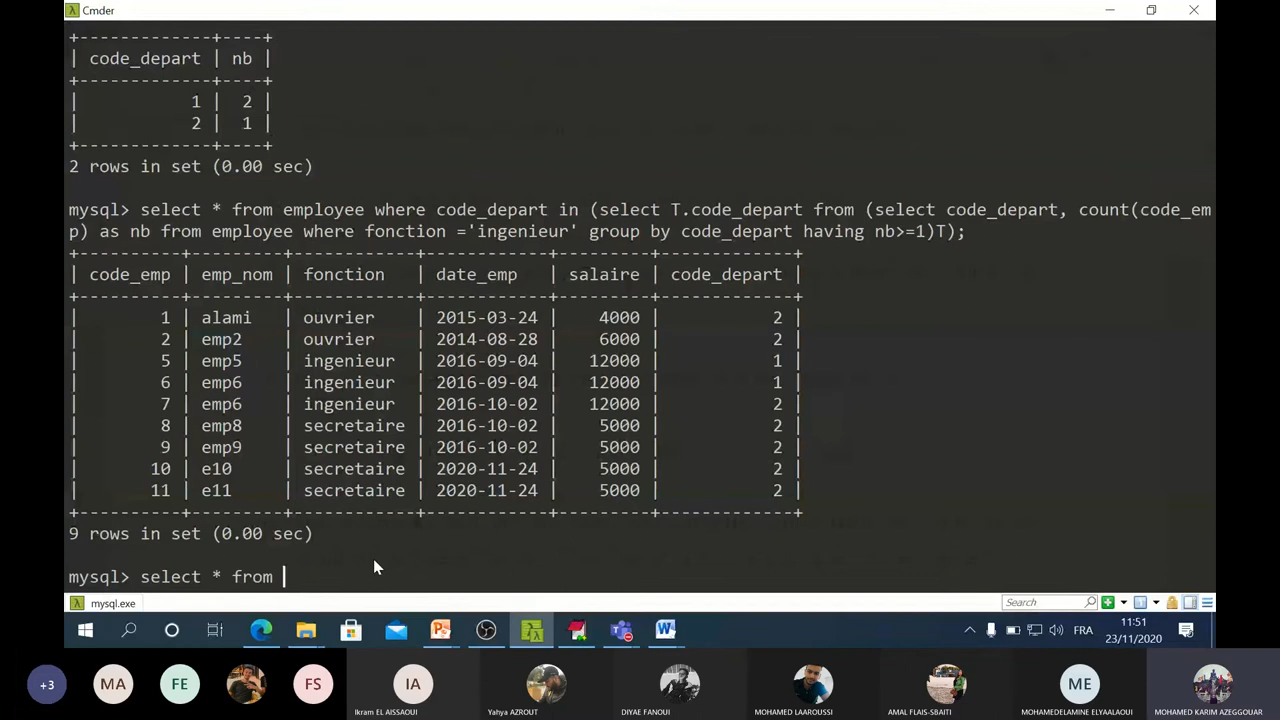 Cmder
+-------------+----+
| code_depart | nb |
+-------------+----+
|           1 |  2 |
|           2 |  1 |
+-------------+----+
2 rows in set (0.00 sec)
mysql> select * from employee where code_depart in (select T.code_depart from (select code_depart, count(code_em
p) as nb from employee where fonction ='ingenieur' group by code_depart having nb>=1)T);
+----------+---------+------------+------------+---------+-------------+
| code_emp | emp_nom | fonction   | date_emp   | salaire | code_depart |
+----------+---------+------------+------------+---------+-------------+
|        1 | alami   | ouvrier    | 2015-03-24 |    4000 |           2 |
|        2 | emp2    | ouvrier    | 2014-08-28 |    6000 |           2 |
|        5 | emp5    | ingenieur  | 2016-09-04 |   12000 |           1 |
|        6 | emp6    | ingenieur  | 2016-09-04 |   12000 |           1 |
|        7 | emp6    | ingenieur  | 2016-10-02 |   12000 |           2 |
|        8 | emp8    | secretaire | 2016-10-02 |    5000 |           2 |
|        9 | emp9    | secretaire | 2016-10-02 |    5000 |           2 |
|       10 | e10     | secretaire | 2020-11-24 |    5000 |           2 |
|       11 | e11     | secretaire | 2020-11-24 |    5000 |           2 |
+----------+---------+------------+------------+---------+-------------+
9 rows in set (0.00 sec)
mysql> select * from
mysql.exe
Search
FRA
11:51
23/11/2020
+3
MA
FE
FS
IA
ME
Ikram EL AISSAOUI
Yahya AZROUT
DIYAE FANOUI
MOHAMED LAAROUSSI
AMAL FLAIS-SBAITI
MOHAMEDELAMINE ELYAALAOUI
MOHAMED KARIM AZEGGOUAR